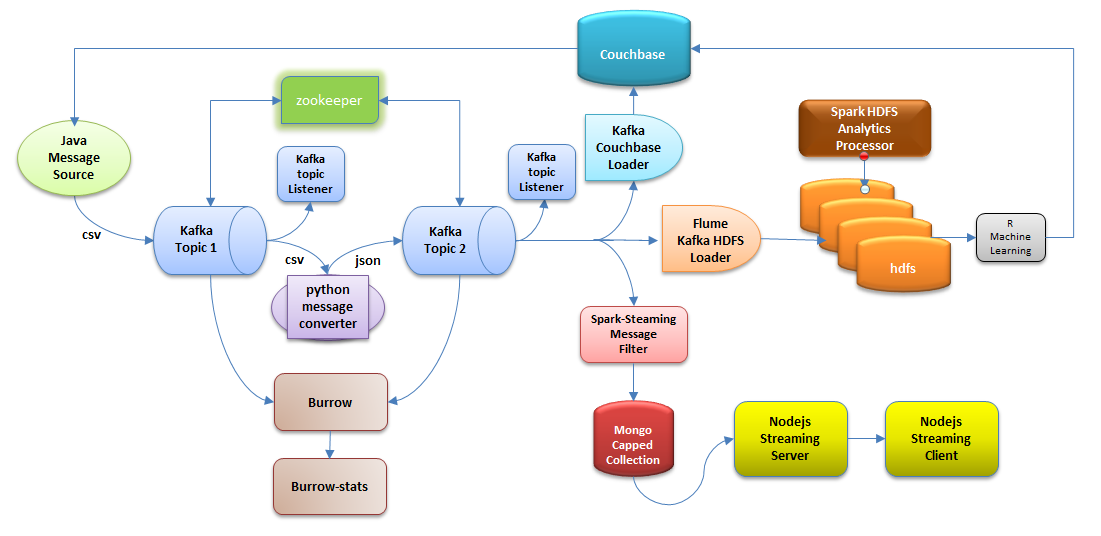 Couchbase
zookeeper
Java
Message
Source
Kafka
topic
Listener
Kafka
topic
Listener
Kafka
Couchbase
Loader
Spark HDFS
Analytics
Processor
csv
Kafka
Topic 1
csv
json
Kafka
Topic 2
Flume
Kafka HDFS
Loader
hdfs
R
Machine
Learning
python
message
converter
Spark-Steaming
Message
Filter
Burrow
Burrow-stats
Mongo
Capped
Collection
Nodejs
Streaming
Server
Nodejs
Streaming
Client